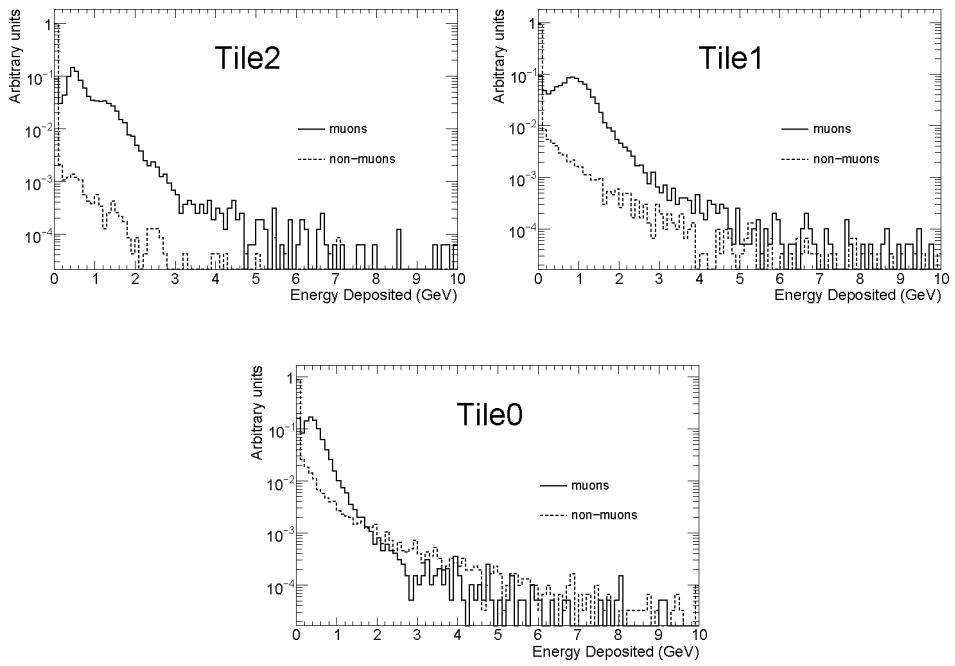 Arbitrary units
Tile2
muons
non-muons
1
10⁻¹
10⁻²
10⁻³
10⁻⁴
0 1 2 3 4 5 6 7 8 9 10
Energy Deposited (GeV)
Arbitrary units
Tile1
muons
non-muons
1
10⁻¹
10⁻²
10⁻³
10⁻⁴
0 1 2 3 4 5 6 7 8 9 10
Energy Deposited (GeV)
Arbitrary units
Tile0
muons
non-muons
1
10⁻¹
10⁻²
10⁻³
10⁻⁴
0 1 2 3 4 5 6 7 8 9 10
Energy Deposited (GeV)